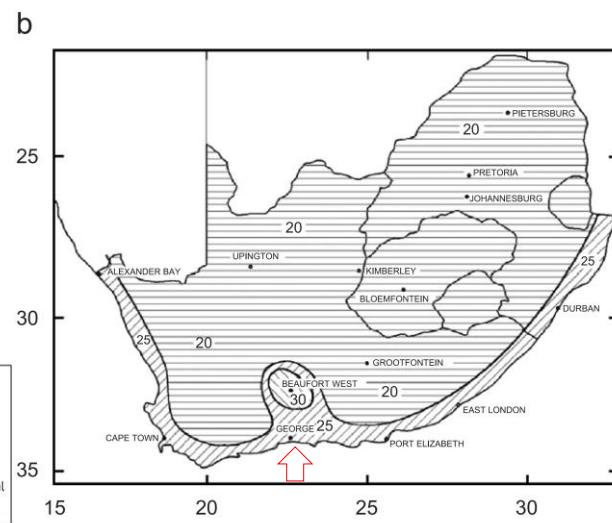 b
20
PIETERSBURG
25
PRETORIA
JOHANNESBURG
20
UPINGTON
KIMBERLEY
25
ALEXANDER BAY
BLOEMFONTEIN
30
DURBAN
25
20
GROOTFONTEIN
BEAUFORT WEST
20
30
EAST LONDON
GEORGE
25
CAPE TOWN
PORT ELIZABETH
35
15
20
25
30